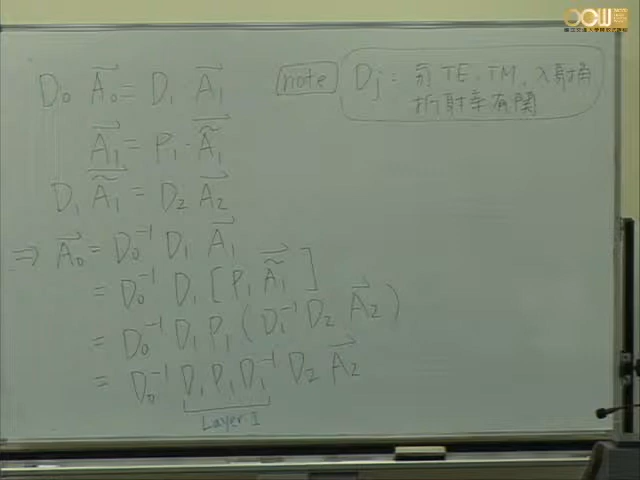 D₀ A⃗₀ = D₁ A⃗₁
A⃗₁ = P₁ · Ã⃗₁
D₁ Ã⃗₁ = D₂ A⃗₂
⇒ A⃗₀ = D₀⁻¹ D₁ A⃗₁
= D₀⁻¹ D₁ [ P₁ Ã⃗₁ ]
= D₀⁻¹ D₁ P₁ ( D₁⁻¹ D₂ A⃗₂ )
= D₀⁻¹ D₁ P₁ D₁⁻¹ D₂ A⃗₂
Layer I
note
Dj : 與 TE、TM、入射角
折射率有關
OCW